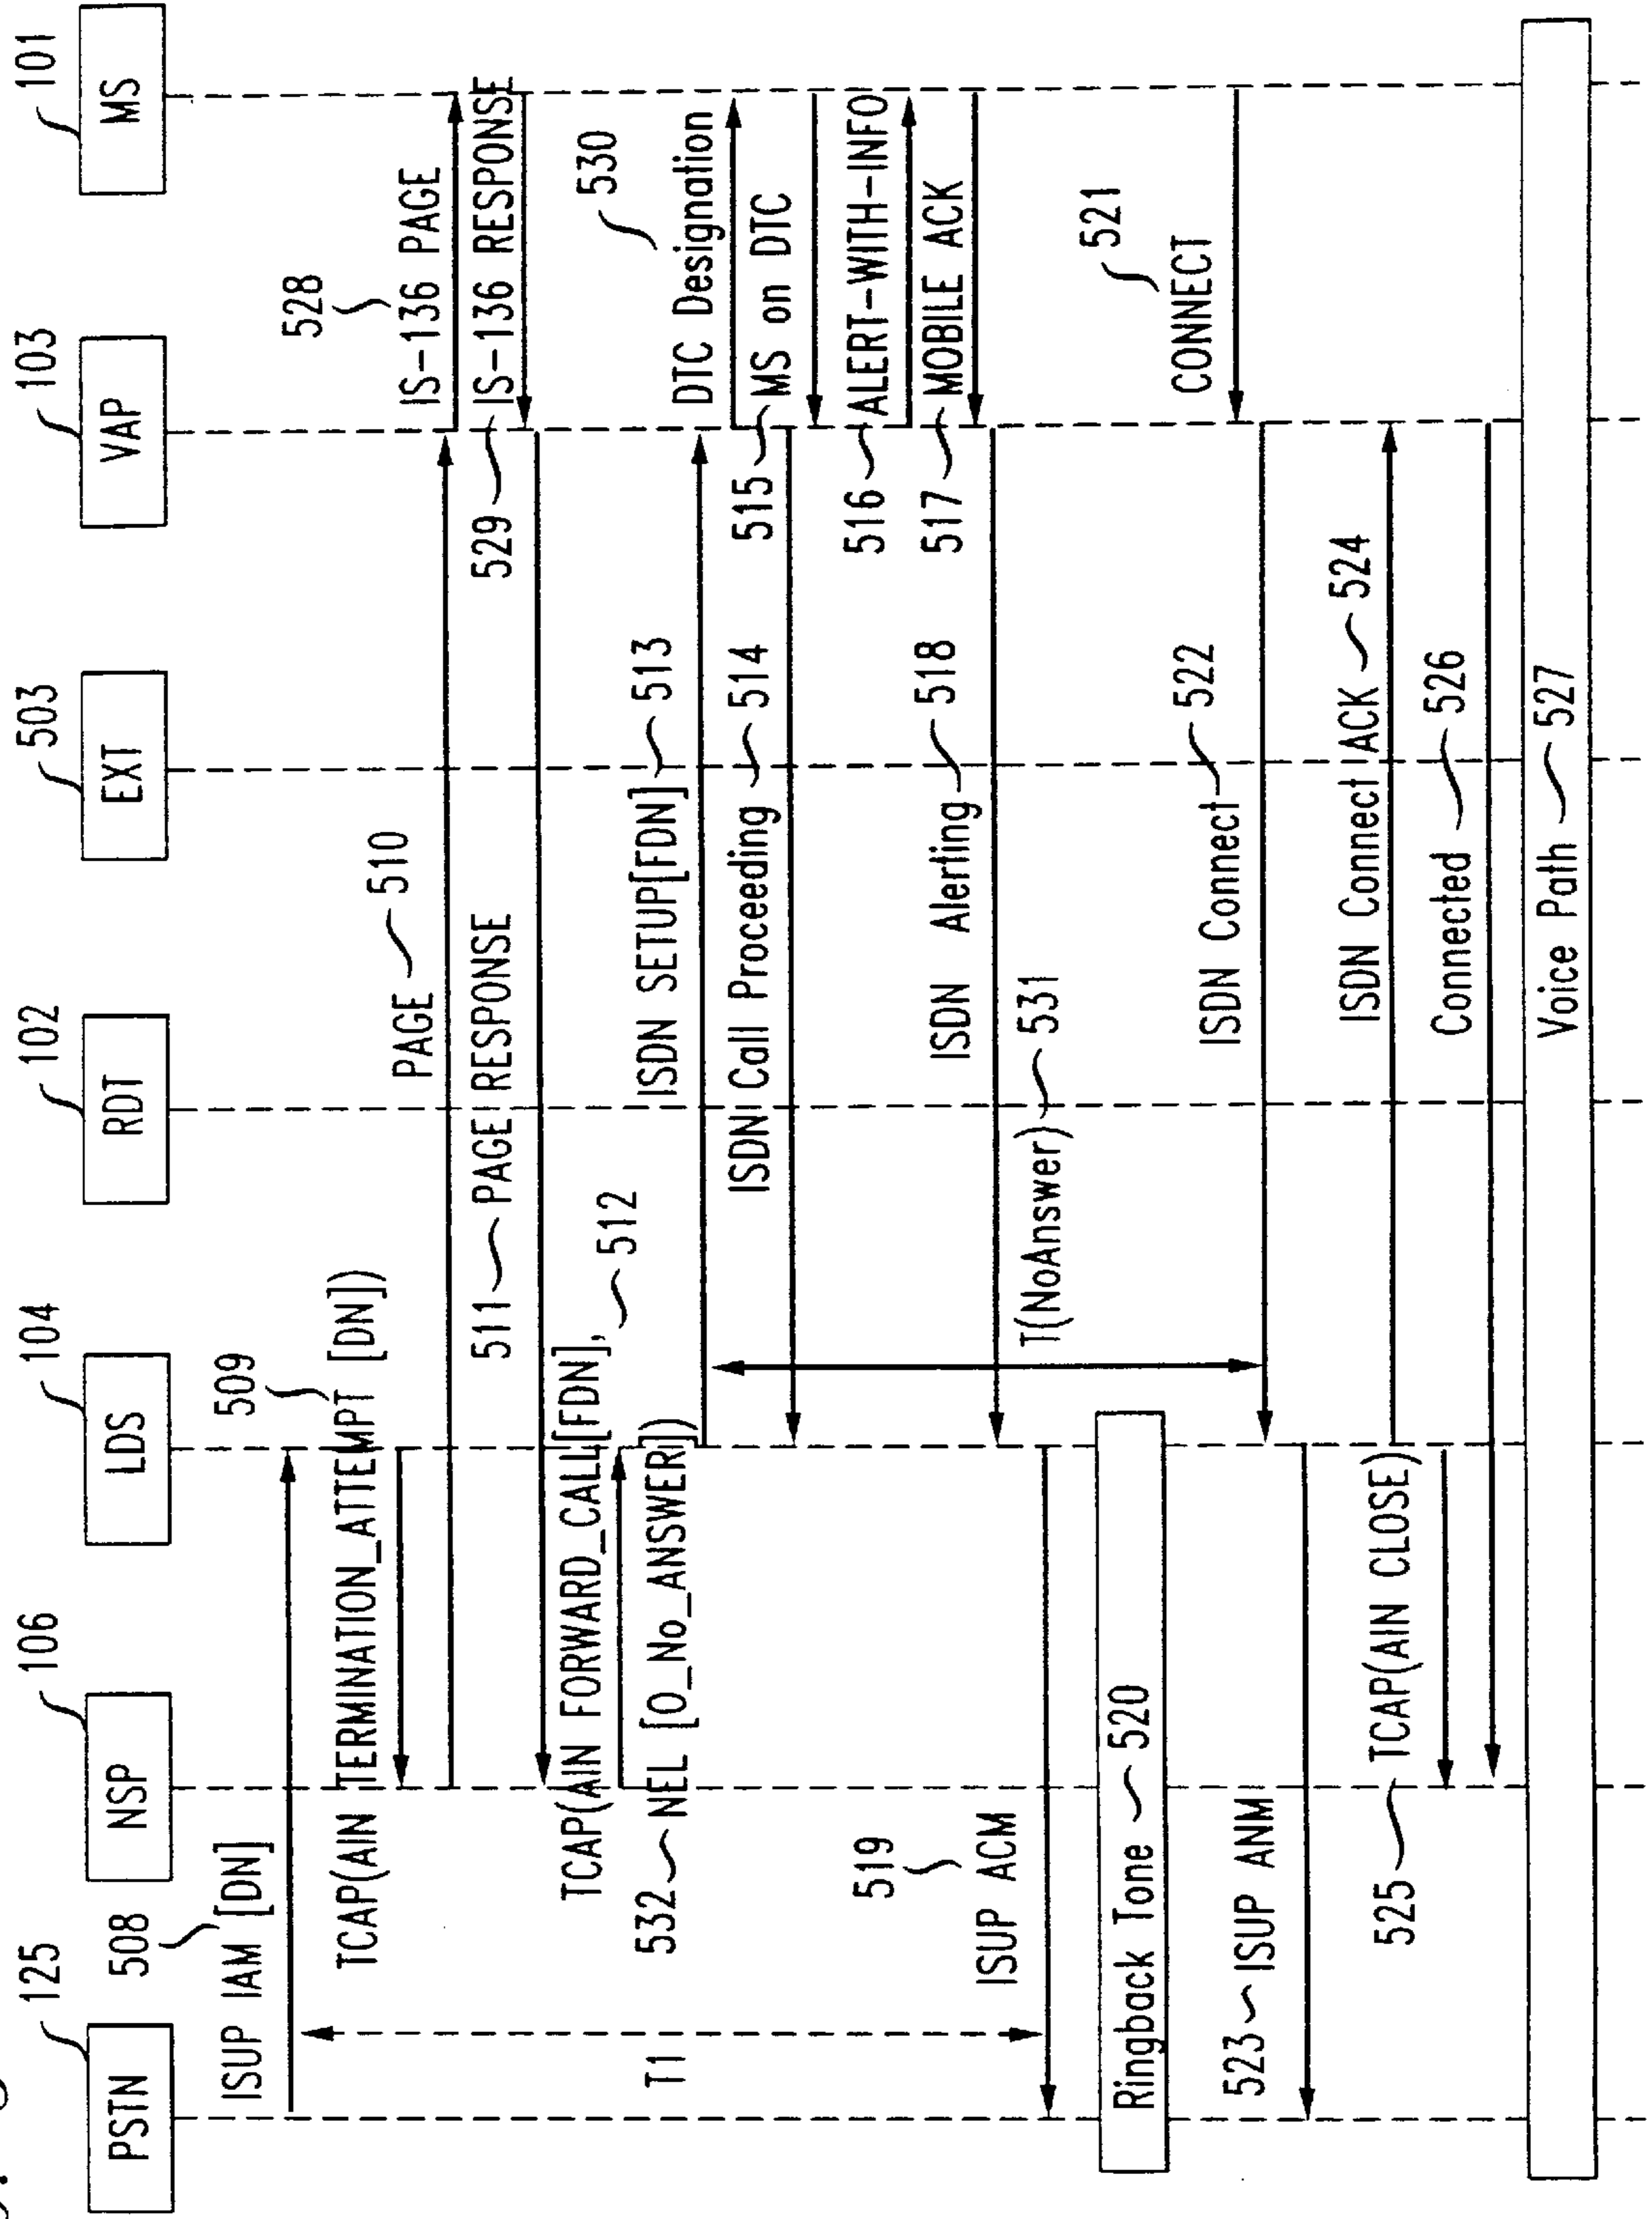 PSTN 125
NSP 106
LDS 104
RDT 102
EXT 503
VAP 103
MS 101
508
ISUP IAM [DN]
509
TCAP(AIN TERMINATION_ATTEMPT [DN])
PAGE 510
528
IS-136 PAGE
529 IS-136 RESPONSE
511 PAGE RESPONSE
TCAP(AIN FORWARD_CALL[FDN], 512
532 NEL [O_No_ANSWER])
ISDN SETUP[FDN] 513
530
DTC Designation
515 MS on DTC
ISDN Call Proceeding 514
516 ALERT-WITH-INFO
517 MOBILE ACK
ISDN Alerting 518
T1
519
ISUP ACM
T(NoAnswer) 531
Ringback Tone 520
521
CONNECT
ISDN Connect 522
523 ISUP ANM
ISDN Connect ACK 524
525 TCAP(AIN CLOSE)
Connected 526
Voice Path 527